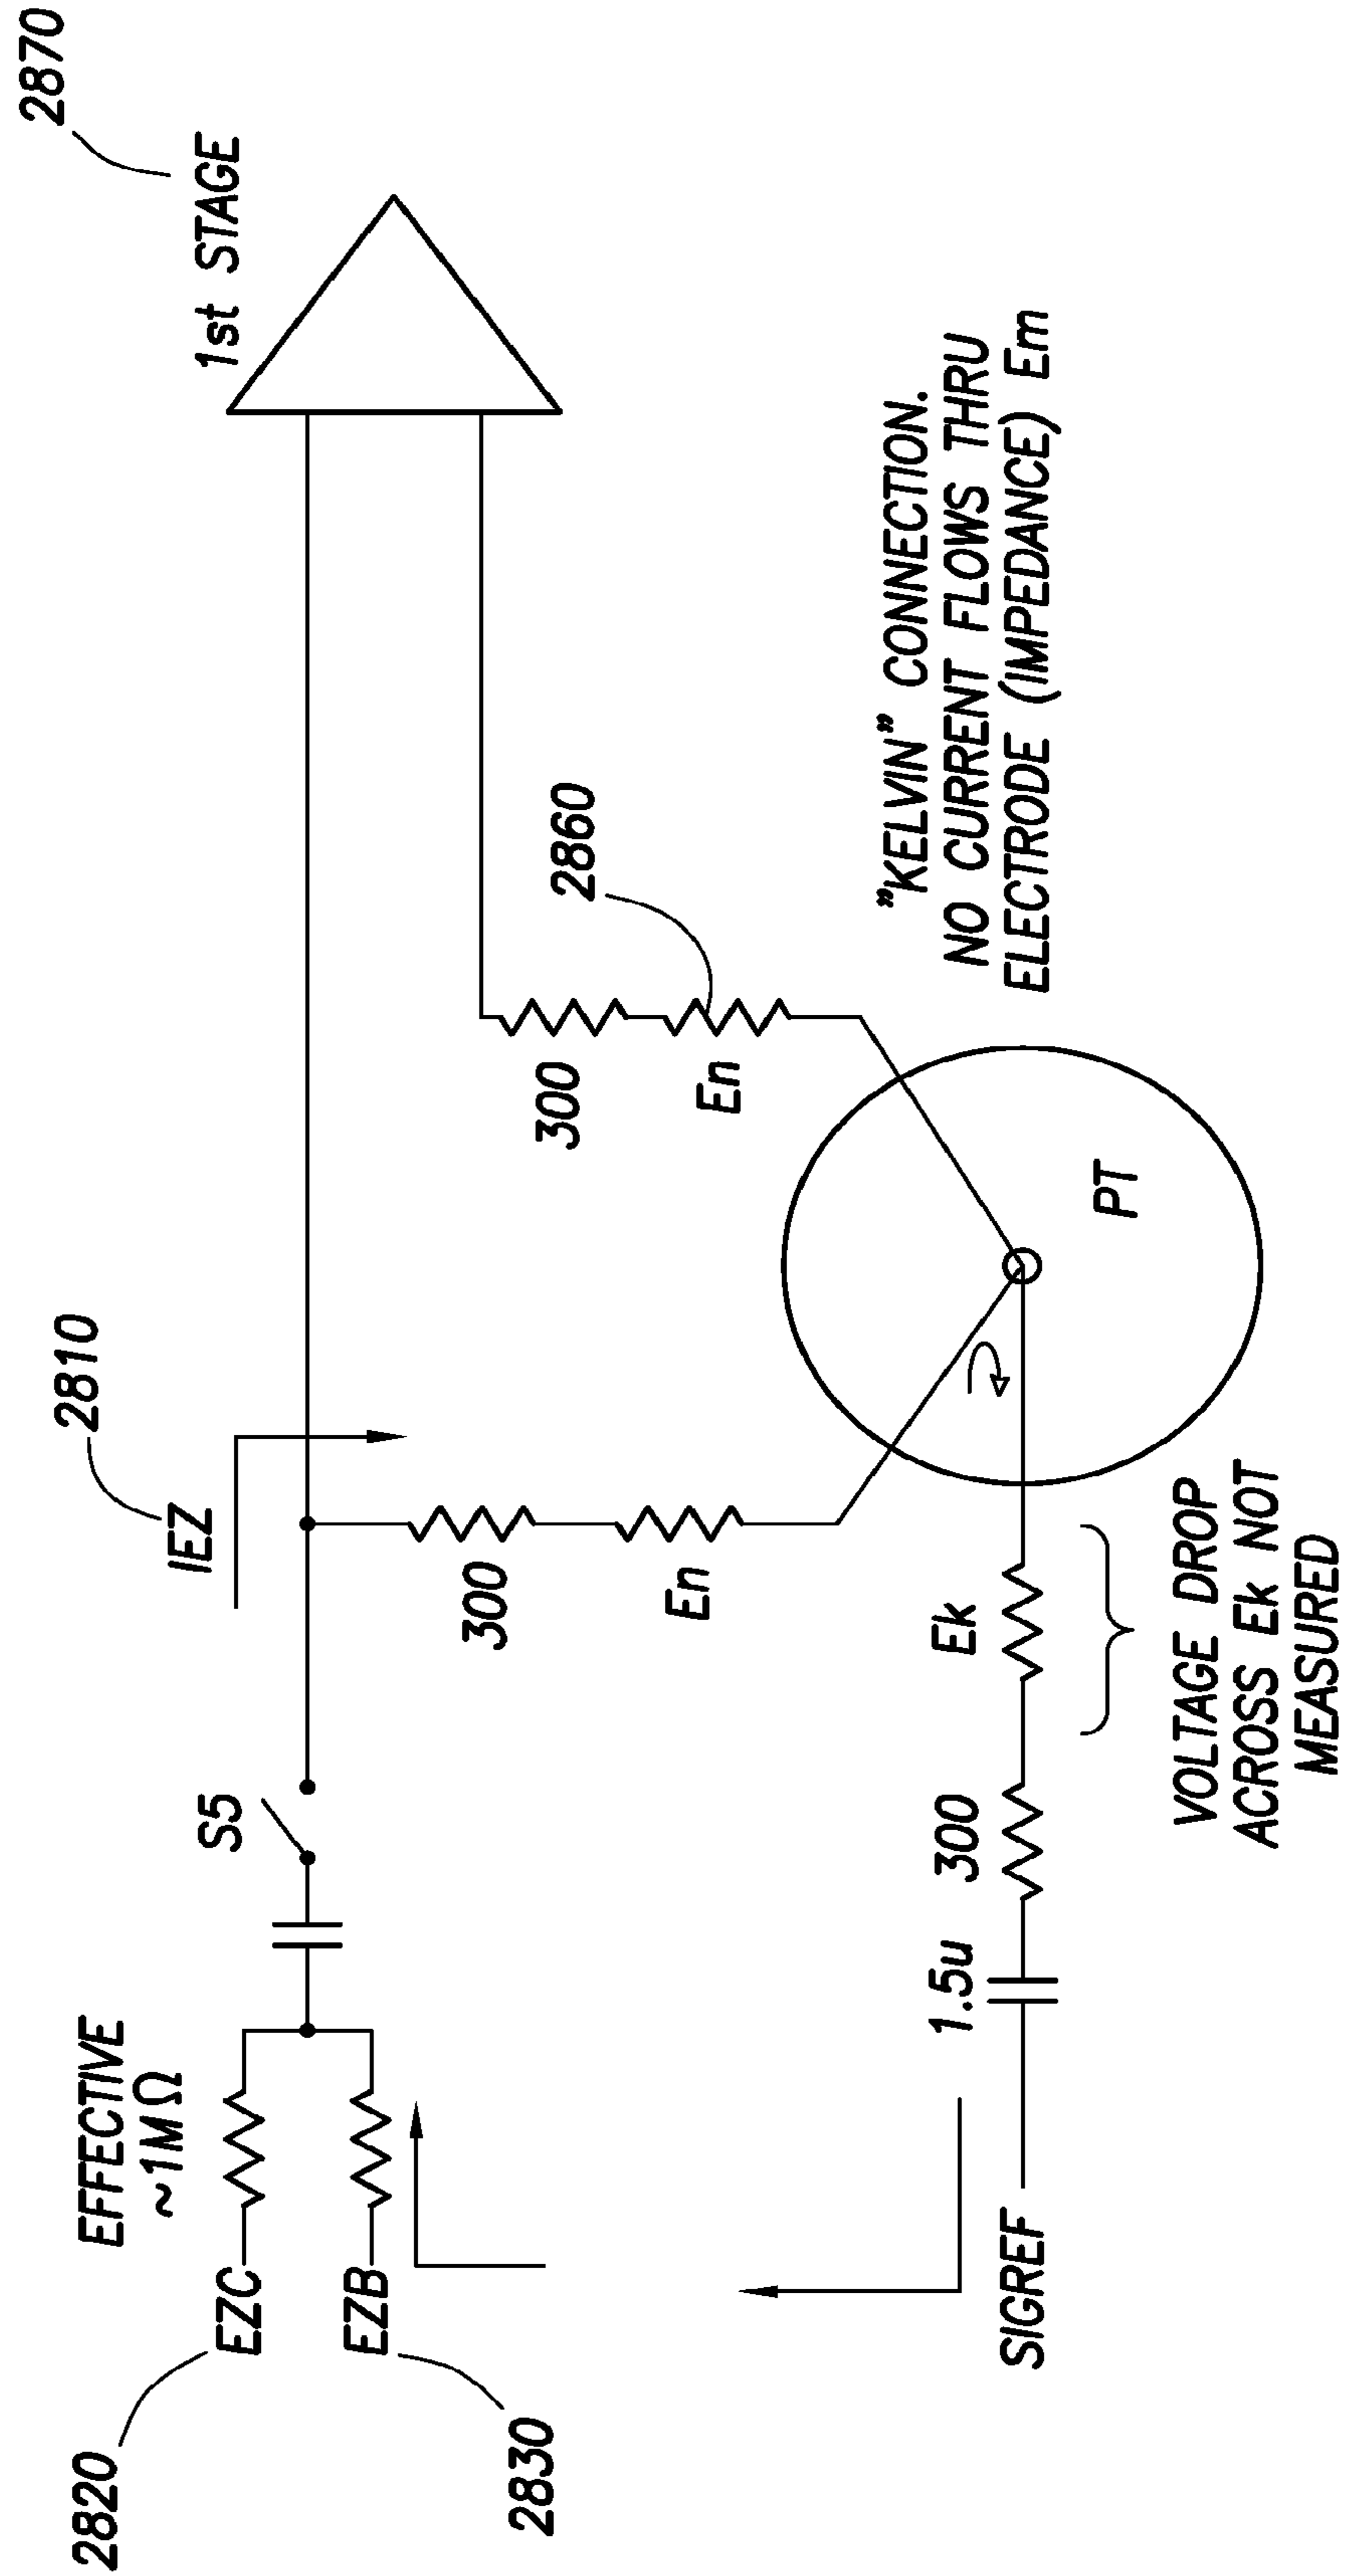 2870
1st STAGE
2810
IEZ
EFFECTIVE
~1MΩ
S5
2820
EZC
EZB
2830
300
En
300
En
2860
"KELVIN" CONNECTION.
NO CURRENT FLOWS THRU
ELECTRODE (IMPEDANCE) Em
PT
SIGREF
1.5u
300
Ek
VOLTAGE DROP
ACROSS Ek NOT
MEASURED